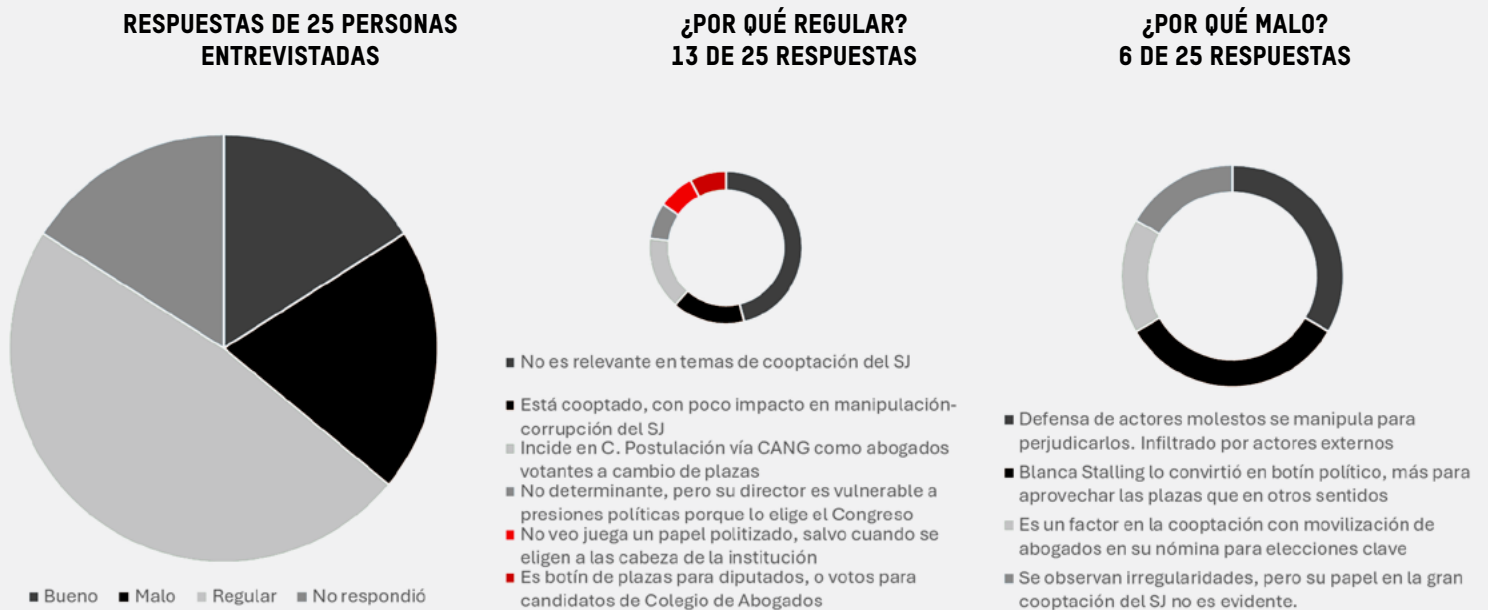 RESPUESTAS DE 25 PERSONAS
ENTREVISTADAS
Bueno
Malo
Regular
No respondió
¿POR QUÉ REGULAR?
13 DE 25 RESPUESTAS
No es relevante en temas de cooptación del SJ
Está cooptado, con poco impacto en manipulación-
corrupción del SJ
Incide en C. Postulación vía CANG como abogados
votantes a cambio de plazas
No determinante, pero su director es vulnerable a
presiones políticas porque lo elige el Congreso
No veo juega un papel politizado, salvo cuando se
eligen a las cabeza de la institución
Es botín de plazas para diputados, o votos para
candidatos de Colegio de Abogados
¿POR QUÉ MALO?
6 DE 25 RESPUESTAS
Defensa de actores molestos se manipula para
perjudicarlos. Infiltrado por actores externos
Blanca Stalling lo convirtió en botín político, más para
aprovechar las plazas que en otros sentidos
Es un factor en la cooptación con movilización de
abogados en su nómina para elecciones clave
Se observan irregularidades, pero su papel en la gran
cooptación del SJ no es evidente.